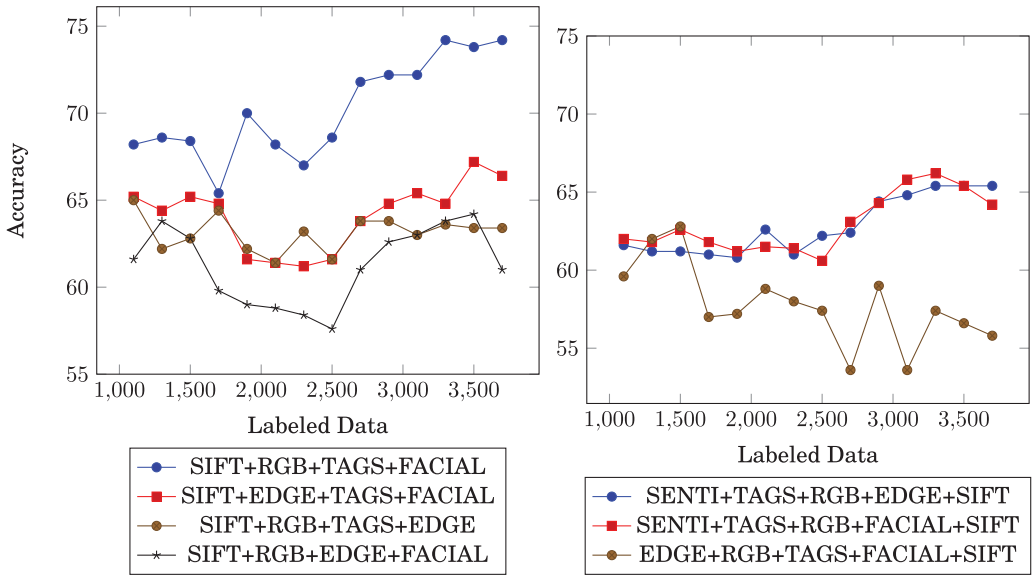 75
70
65
60
55
Accuracy
1,000 1,500 2,000 2,500 3,000 3,500
Labeled Data
SIFT+RGB+TAGS+FACIAL
SIFT+EDGE+TAGS+FACIAL
SIFT+RGB+TAGS+EDGE
SIFT+RGB+EDGE+FACIAL
75
70
65
60
55
1,000 1,500 2,000 2,500 3,000 3,500
Labeled Data
SENTI+TAGS+RGB+EDGE+SIFT
SENTI+TAGS+RGB+FACIAL+SIFT
EDGE+RGB+TAGS+FACIAL+SIFT